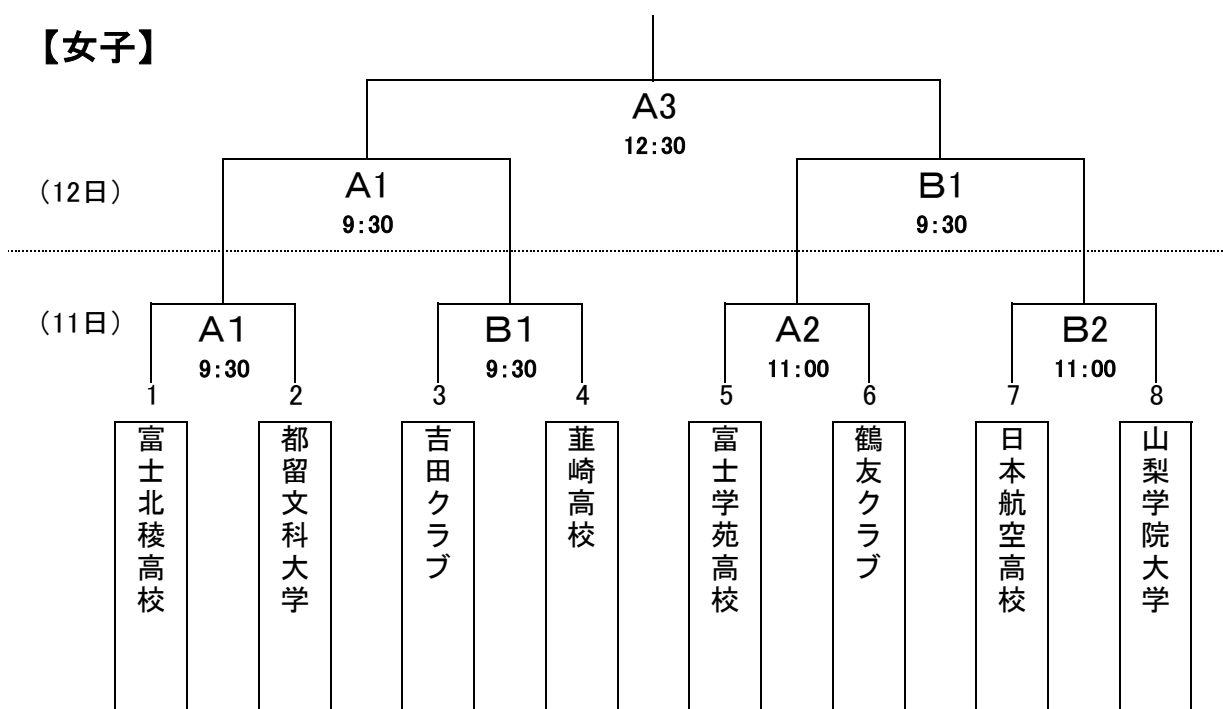 【女子】
A3
12:30
(12日)
A1
9:30
B1
9:30
(11日)
A1
9:30
B1
9:30
A2
11:00
B2
11:00
1
2
3
4
5
6
7
8
富士北稜高校
都留文科大学
吉田クラブ
韮崎高校
富士学苑高校
鶴友クラブ
日本航空高校
山梨学院大学